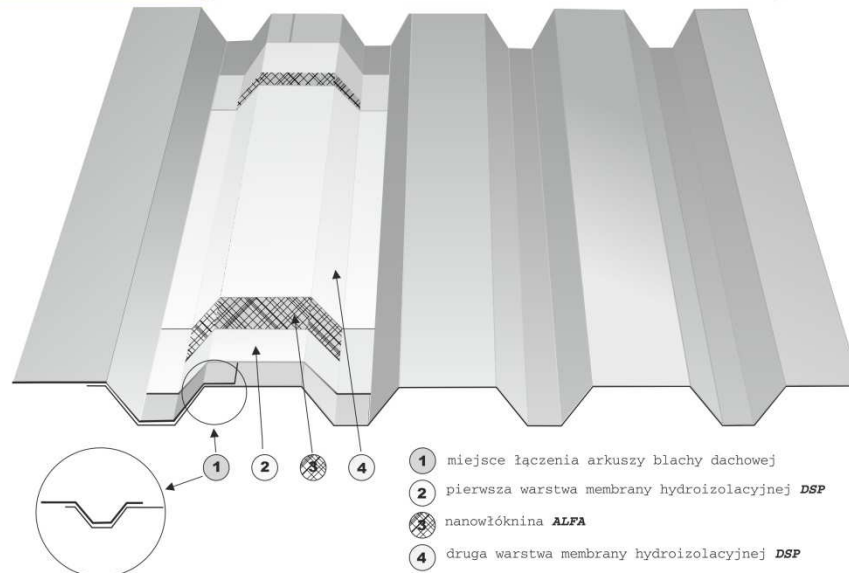 1 2 3 4
1 miejsce łączenia arkuszy blachy dachowej
2 pierwsza warstwa membrany hydroizolacyjnej DSP
3 nanowłóknina ALFA
4 druga warstwa membrany hydroizolacyjnej DSP